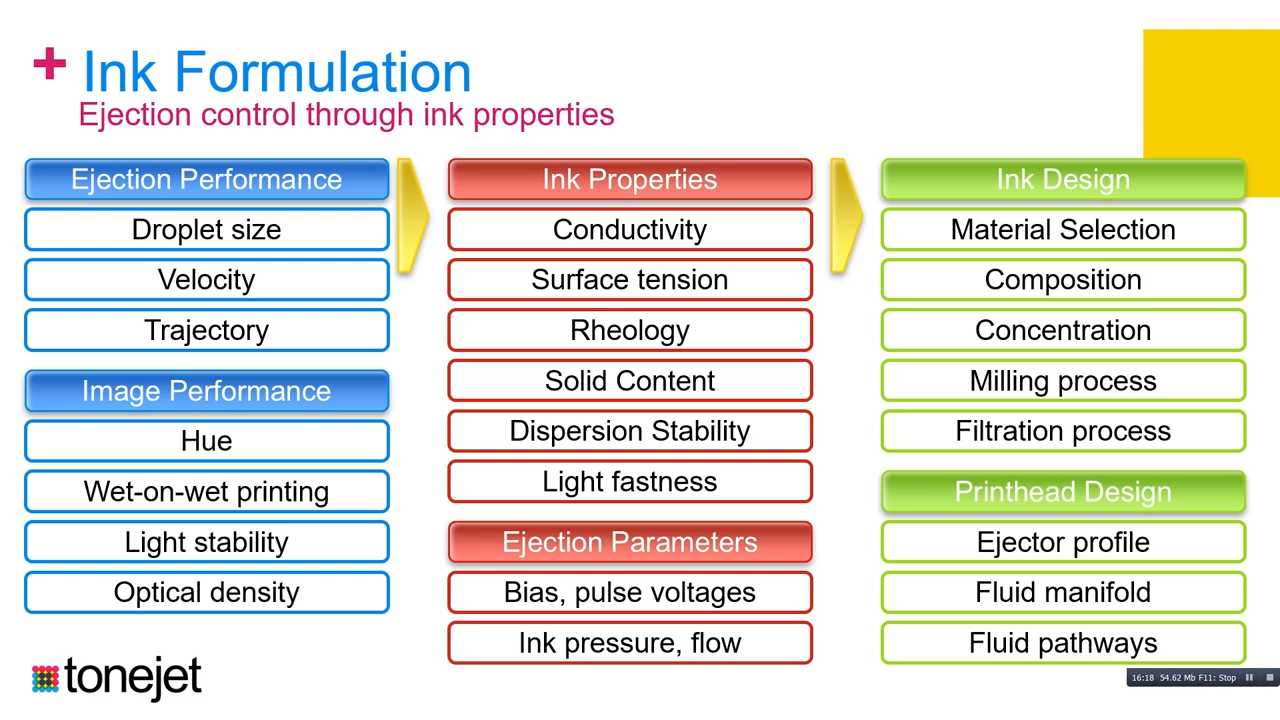 + Ink Formulation
Ejection control through ink properties
Ejection Performance
Droplet size
Velocity
Trajectory
Image Performance
Hue
Wet-on-wet printing
Light stability
Optical density
Ink Properties
Conductivity
Surface tension
Rheology
Solid Content
Dispersion Stability
Light fastness
Ejection Parameters
Bias, pulse voltages
Ink pressure, flow
Ink Design
Material Selection
Composition
Concentration
Milling process
Filtration process
Printhead Design
Ejector profile
Fluid manifold
Fluid pathways
tonejet
16:18 54.62 Mb F11: Stop